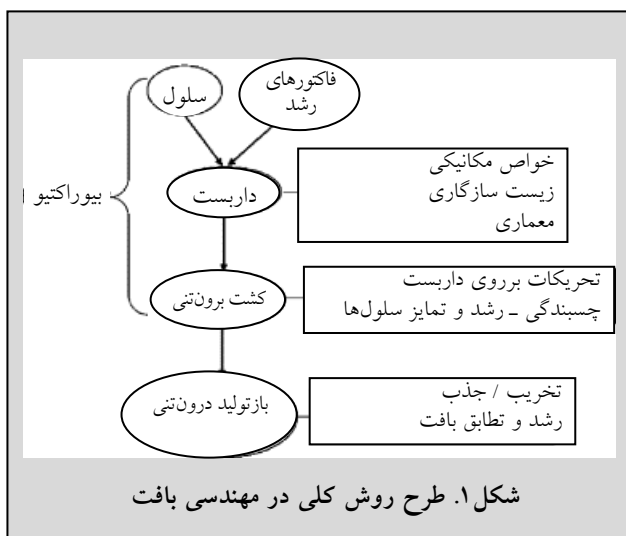 فاکتورهای
رشد
سلول
داربست
خواص مکانیکی
زیست سازگاری
معماری
بیوراکتیو
کشت برون‌تنی
تحریکات برروی داربست
چسبندگی ـ رشد و تمایز سلول‌ها
بازتولید درون‌تنی
تخریب / جذب
رشد و تطابق بافت
شکل۱. طرح روش کلی در مهندسی بافت